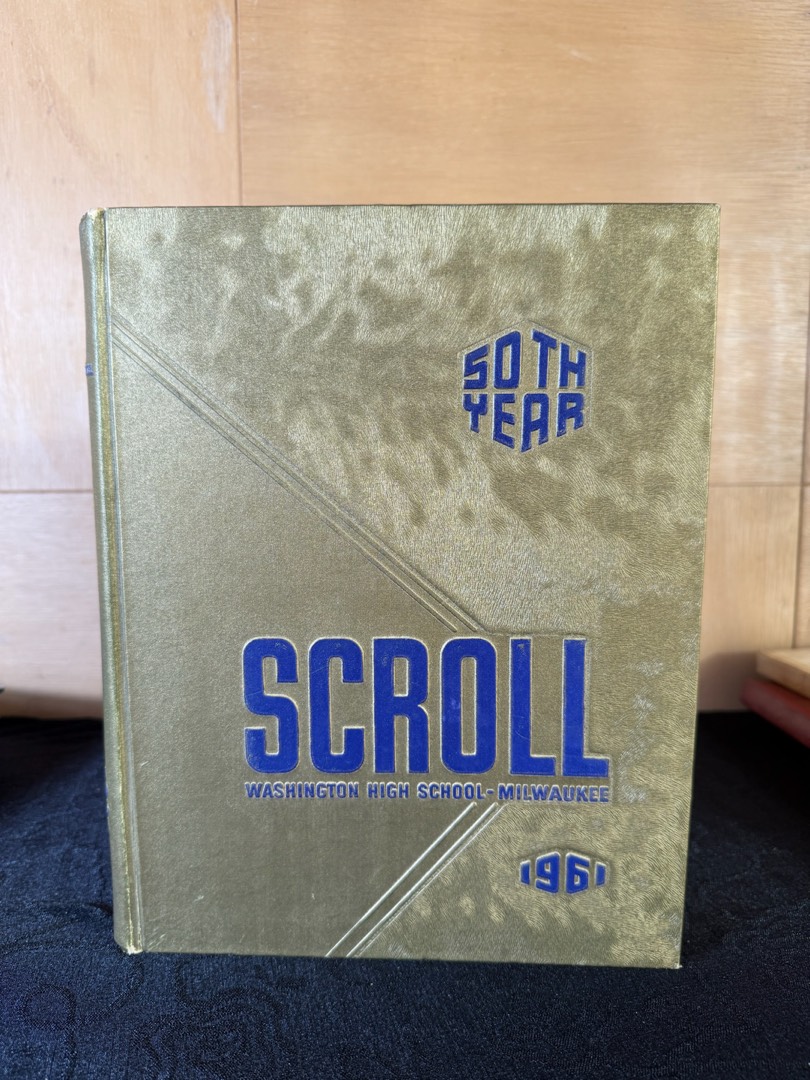 50TH
YEAR
SCROLL
WASHINGTON HIGH SCHOOL-MILWAUKEE
1961